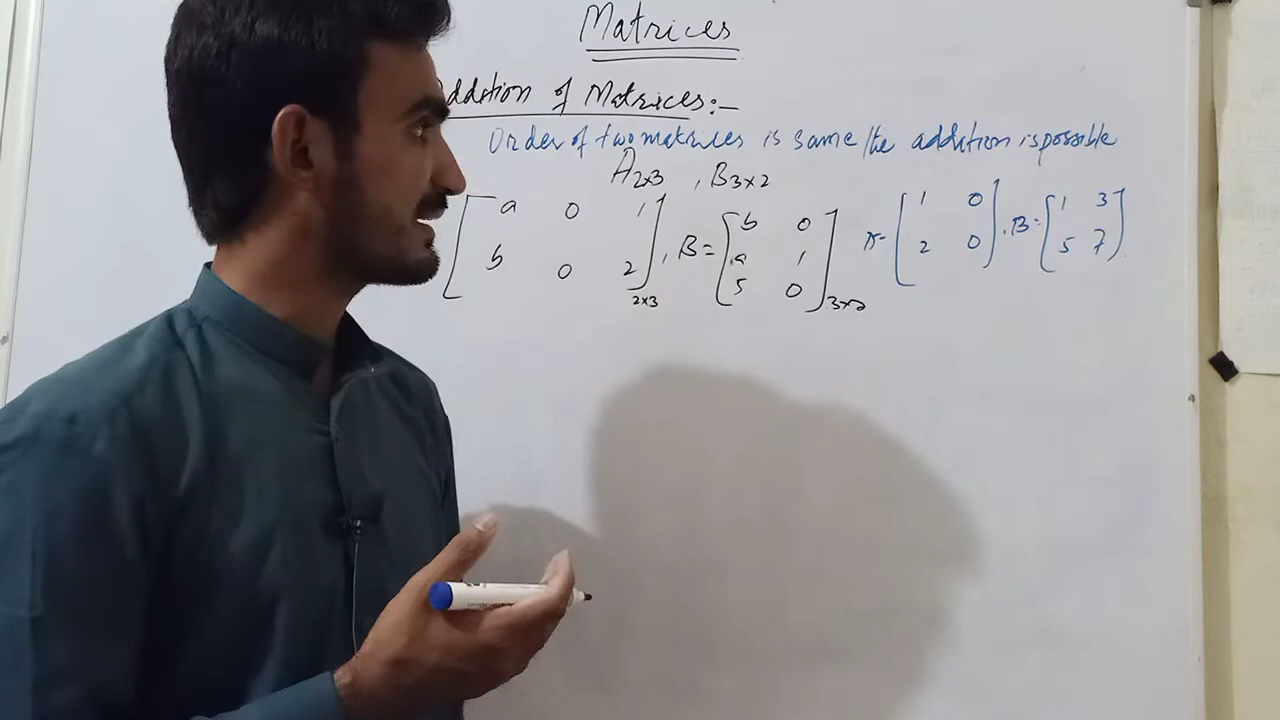 Matrices
ddition of Matrices:-
Order of two matrices is same the addition is possible
A2x3 , B3x2
[ a 0 1 ] , B = [ b 0 ] A= [ 1 0 ] , B = [ 1 3 ]
[ b 0 2 ]2x3 [ a 1 ] [ 2 0 ] [ 5 7 ]
[ 5 0 ]3x2